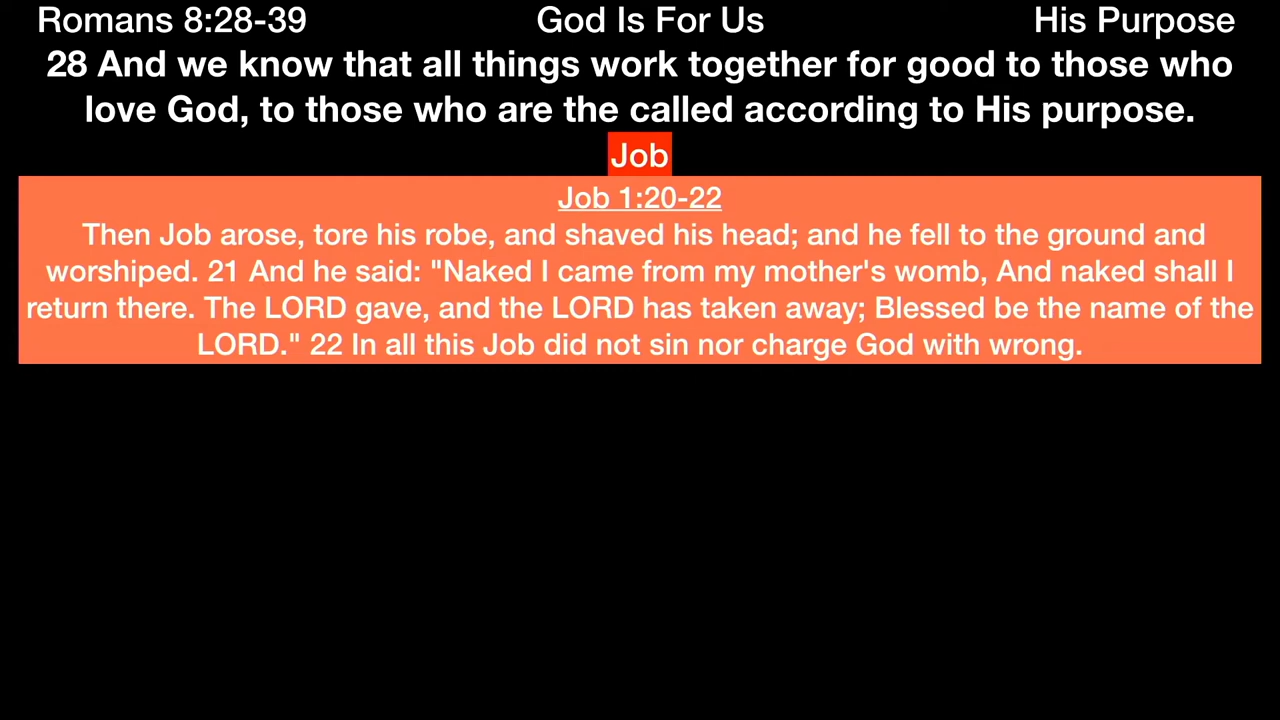 Romans 8:28-39 God Is For Us His Purpose
28 And we know that all things work together for good to those who
love God, to those who are the called according to His purpose.
Job
Job 1:20-22
Then Job arose, tore his robe, and shaved his head; and he fell to the ground and
worshiped. 21 And he said: "Naked I came from my mother's womb, And naked shall I
return there. The LORD gave, and the LORD has taken away; Blessed be the name of the
LORD." 22 In all this Job did not sin nor charge God with wrong.